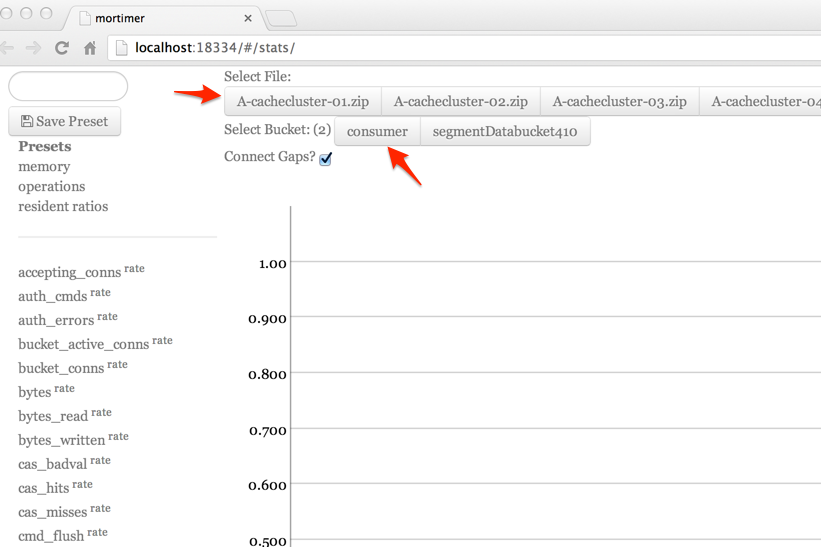 mortimer
localhost:18334/#/stats/
Select File:
A-cachecluster-01.zip A-cachecluster-02.zip A-cachecluster-03.zip A-cachecluster-04
Select Bucket: (2) consumer segmentDatabucket410
Connect Gaps?
Save Preset
Presets
memory
operations
resident ratios
accepting_conns rate
auth_cmds rate
auth_errors rate
bucket_active_conns rate
bucket_conns rate
bytes rate
bytes_read rate
bytes_written rate
cas_badval rate
cas_hits rate
cas_misses rate
cmd_flush rate
1.00
0.900
0.800
0.700
0.600
0.500